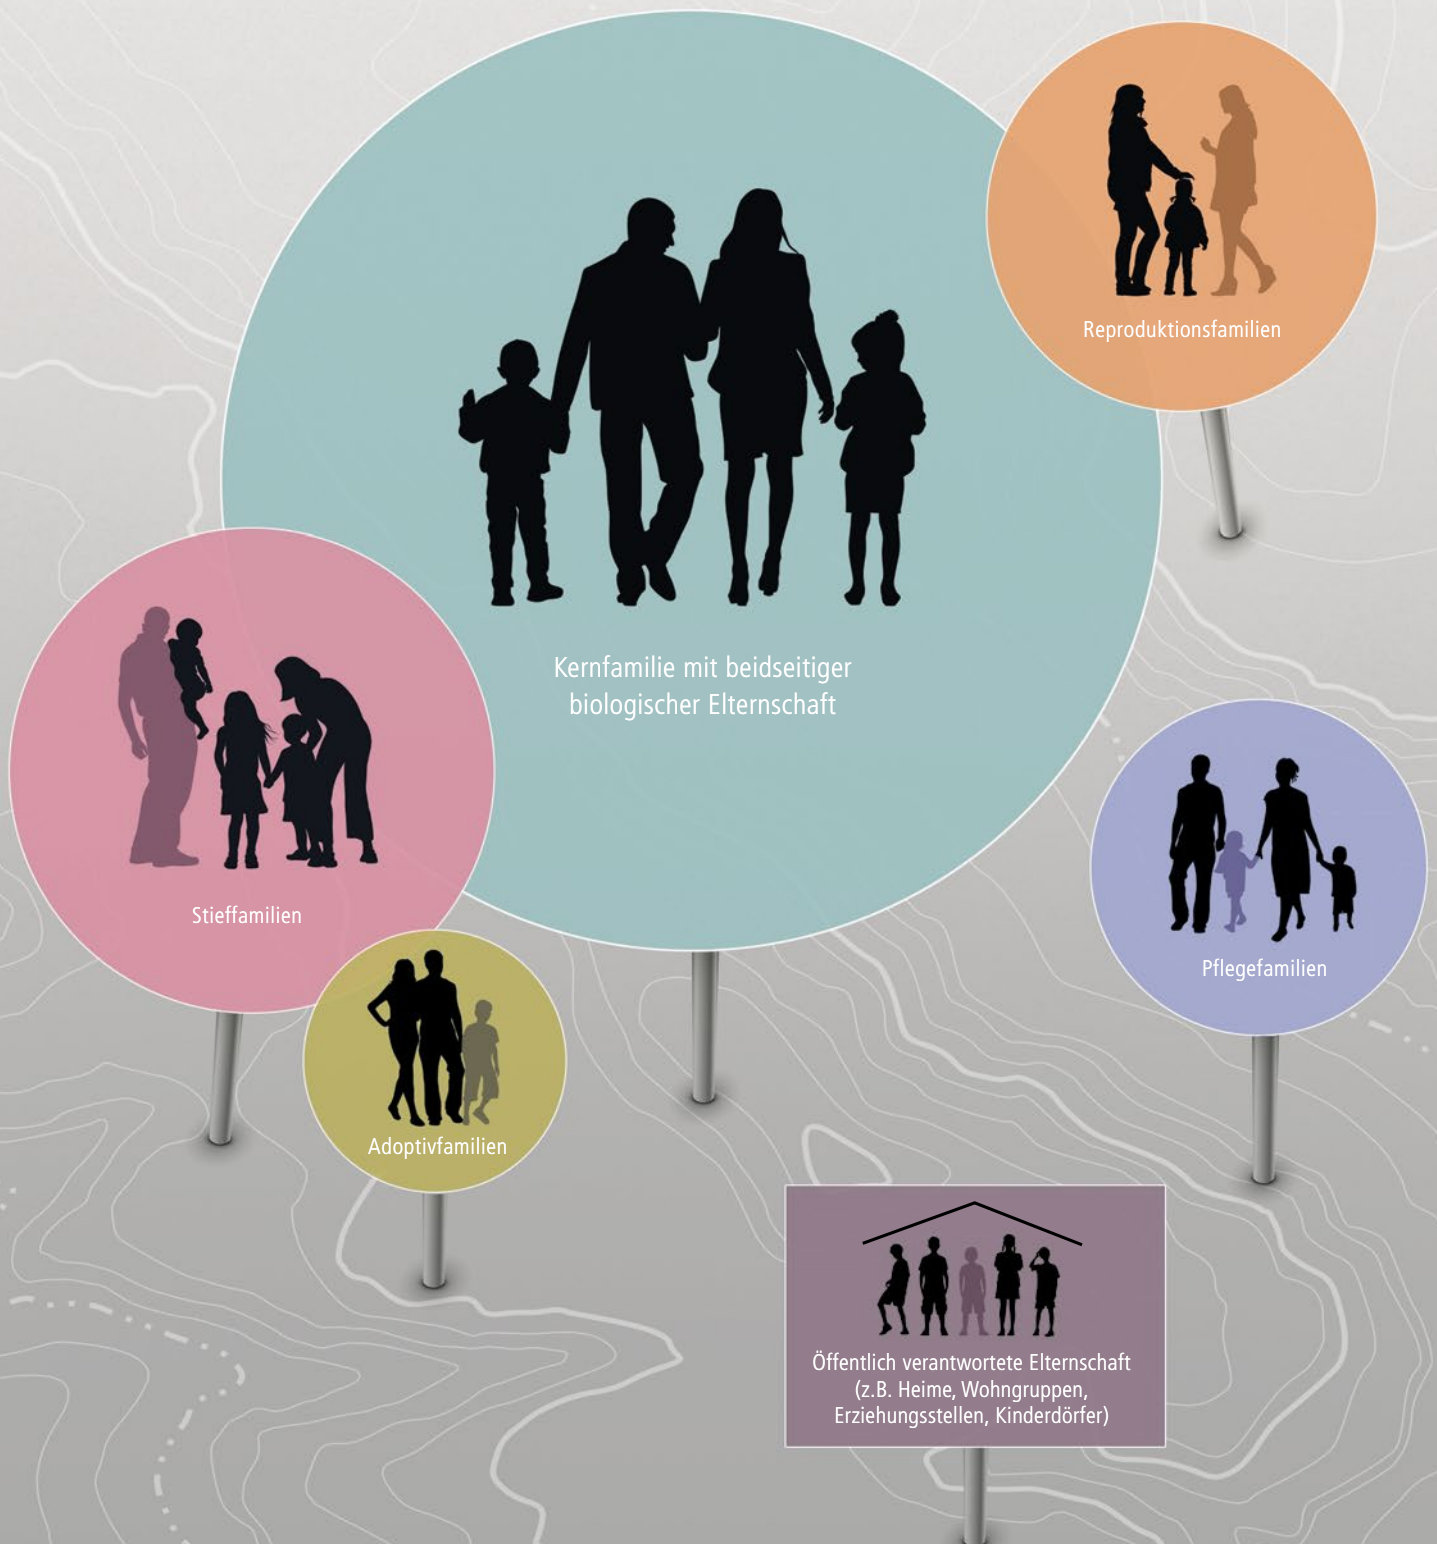 Reproduktionsfamilien
Kernfamilie mit beidseitiger
biologischer Elternschaft
Stieffamilien
Pflegefamilien
Adoptivfamilien
Öffentlich verantwortete Elternschaft
(z.B. Heime, Wohngruppen,
Erziehungsstellen, Kinderdörfer)